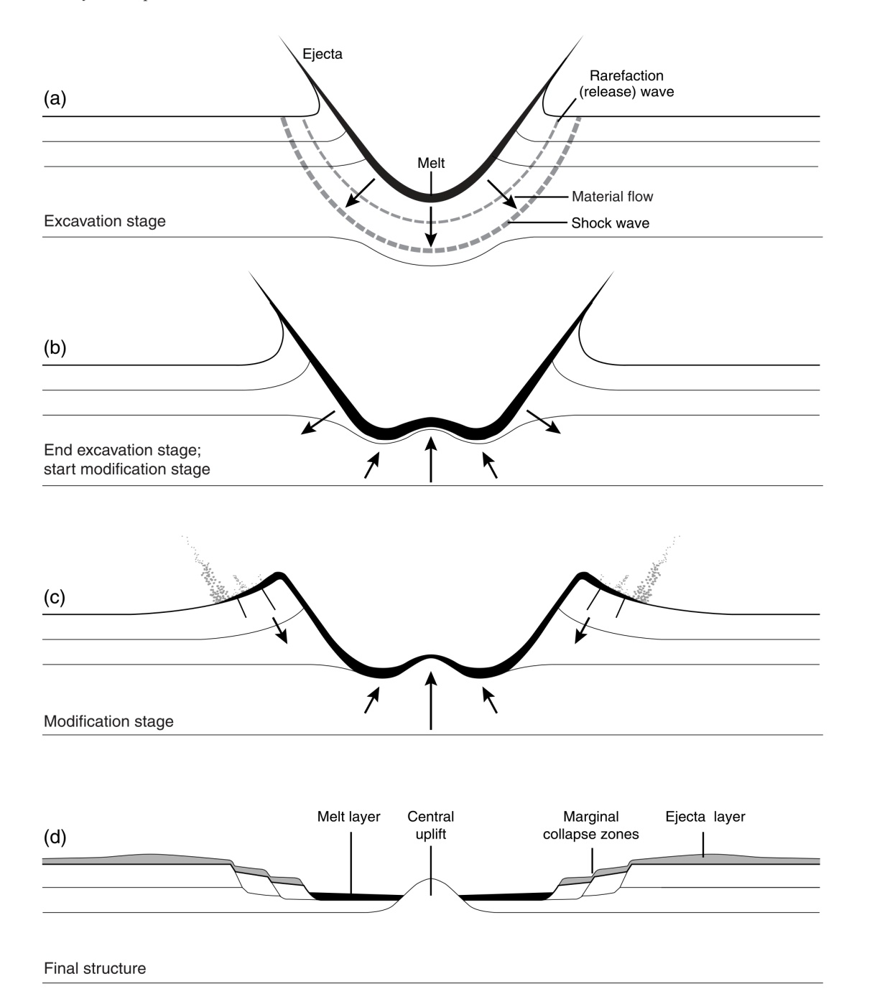 Ejecta
Rarefaction
(release) wave
(a)
Melt
Material flow
Excavation stage
Shock wave
(b)
End excavation stage;
start modification stage
(c)
Modification stage
Melt layer
Central
uplift
Marginal
collapse zones
Ejecta layer
(d)
Final structure